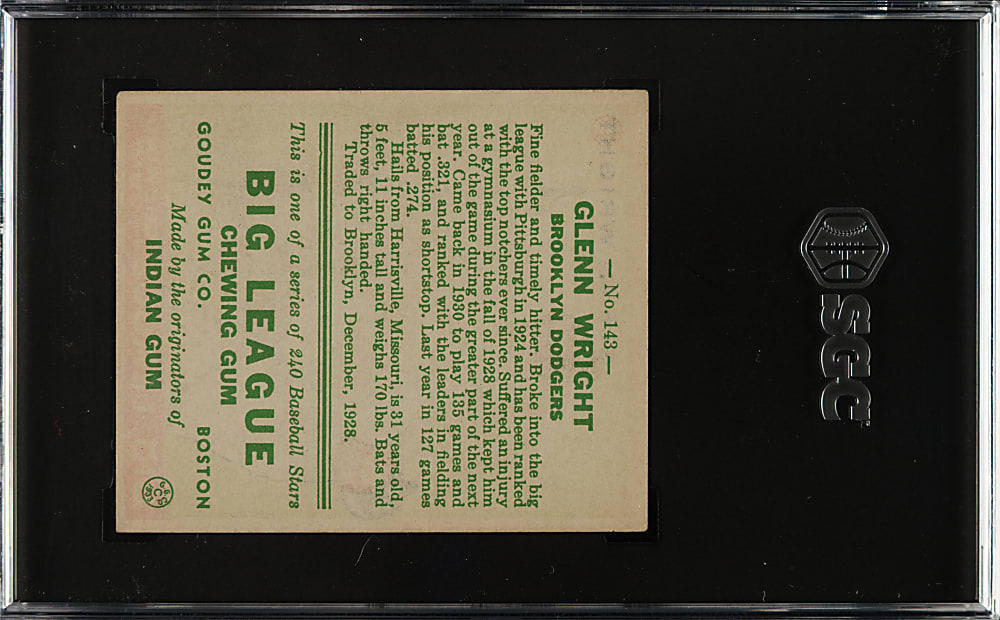 — No. 143 —
GLENN WRIGHT
BROOKLYN DODGERS
Fine fielder and timely hitter. Broke into the big
league with Pittsburgh in 1924 and has been ranked
with the top notchers ever since. Suffered an injury
at a gymnasium in the fall of 1928 which kept him
out of the game during the greater part of the next
year. Came back in 1930 to play 135 games and
bat .321, and ranked with the leaders in fielding
his position as shortstop. Last year in 127 games
batted .274.
Hails from Harrisville, Missouri, is 31 years old,
5 feet, 11 inches tall and weighs 170 lbs. Bats and
throws right handed.
Traded to Brooklyn, December, 1928.
This is one of a series of 240 Baseball Stars
BIG LEAGUE
CHEWING GUM
GOUDEY GUM CO. BOSTON
Made by the originators of
INDIAN GUM
SGC